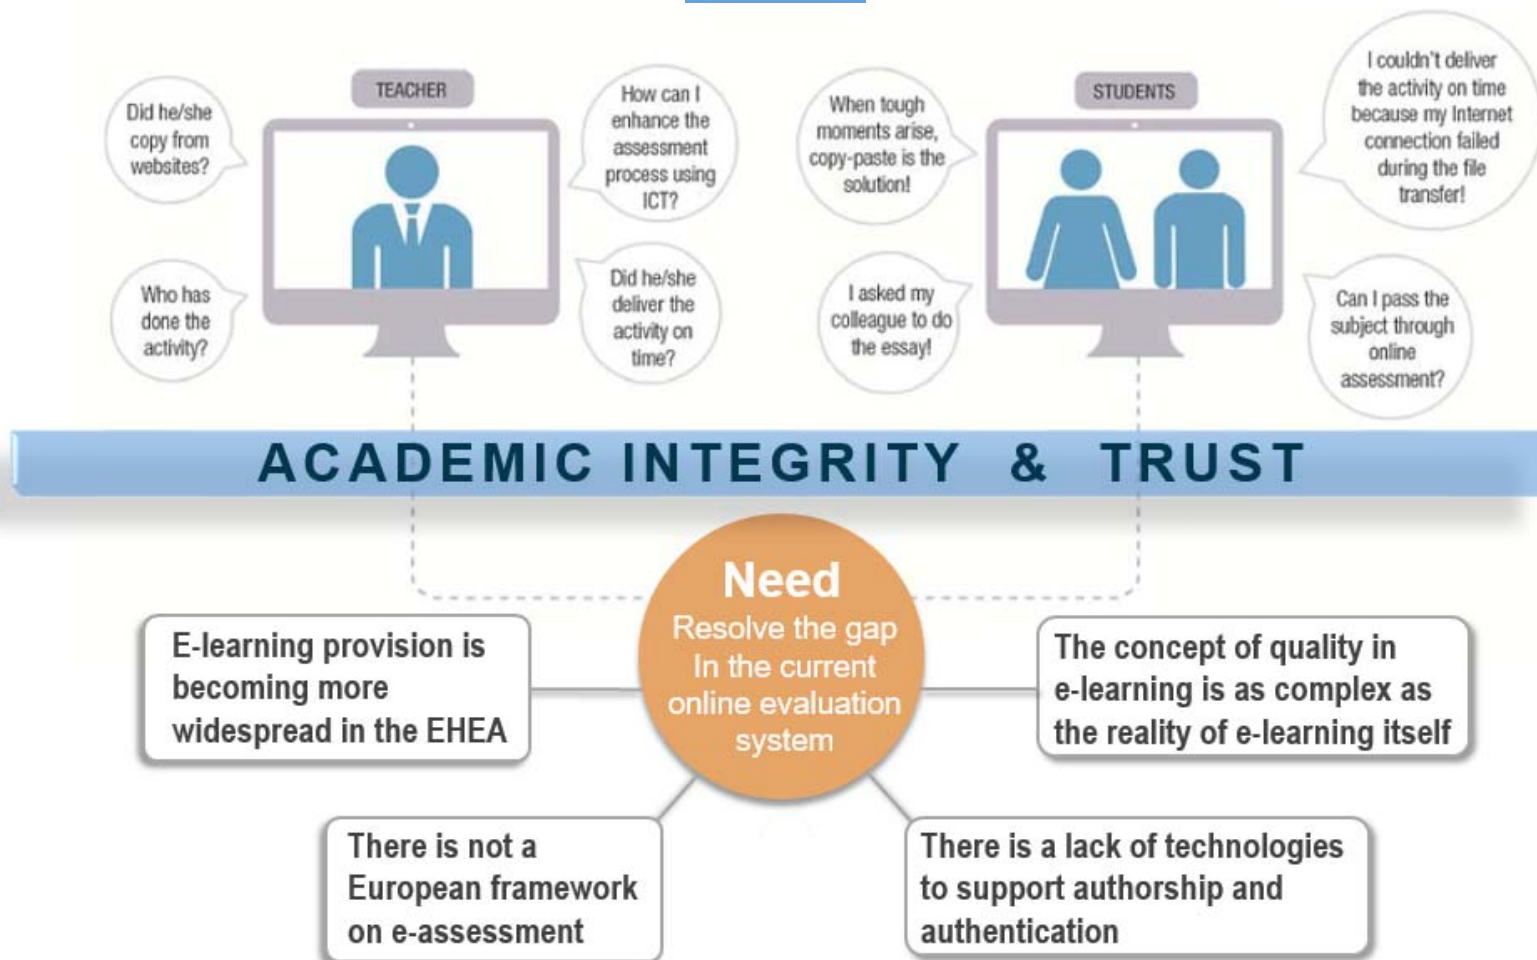 TEACHER
Did he/she
copy from
websites?
How can I
enhance the
assessment
process using
ICT?
Who has
done the
activity?
Did he/she
deliver the
activity on
time?
STUDENTS
When tough
moments arise,
copy-paste is the
solution!
I couldn't deliver
the activity on time
because my Internet
connection failed
during the file
transfer!
I asked my
colleague to do
the essay!
Can I pass the
subject through
online
assessment?
ACADEMIC INTEGRITY & TRUST
Need
Resolve the gap
In the current
online evaluation
system
E-learning provision is
becoming more
widespread in the EHEA
The concept of quality in
e-learning is as complex as
the reality of e-learning itself
There is not a
European framework
on e-assessment
There is a lack of technologies
to support authorship and
authentication